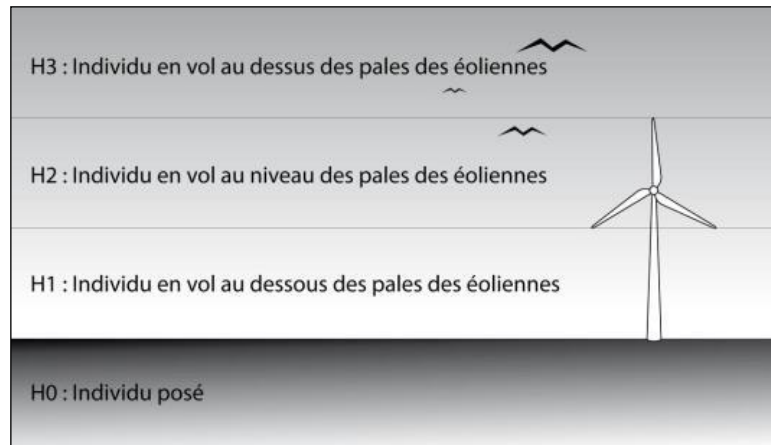 H3 : Individu en vol au dessus des pales des éoliennes
H2 : Individu en vol au niveau des pales des éoliennes
H1 : Individu en vol au dessous des pales des éoliennes
H0 : Individu posé